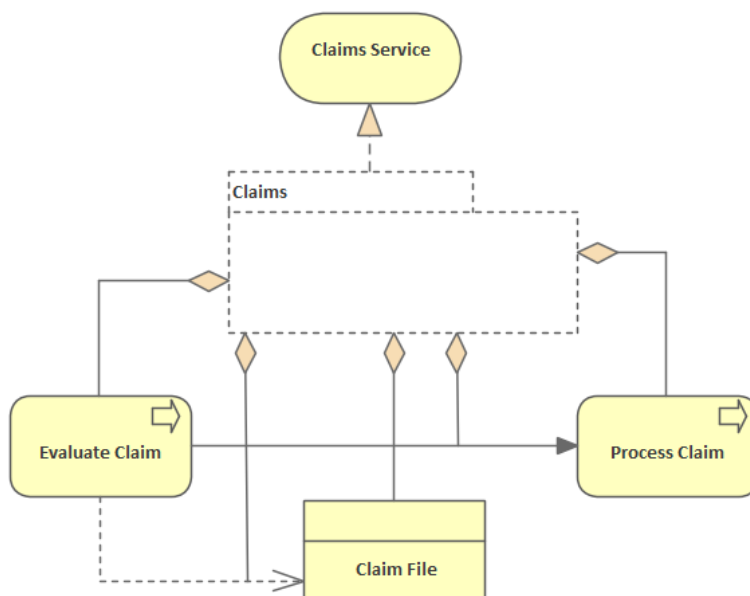 Claims Service
Claims
Evaluate Claim
Process Claim
Claim File